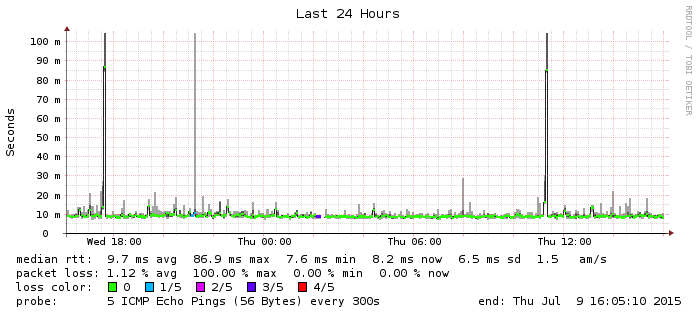 Last 24 Hours
RRDTOOL / TOBI OETIKER
Seconds
100 m
90 m
80 m
70 m
60 m
50 m
40 m
30 m
20 m
10 m
0
Wed 18:00 Thu 00:00 Thu 06:00 Thu 12:00
median rtt: 9.7 ms avg 86.9 ms max 7.6 ms min 8.2 ms now 6.5 ms sd 1.5 am/s
packet loss: 1.12 % avg 100.00 % max 0.00 % min 0.00 % now
loss color: 0 1/5 2/5 3/5 4/5
probe: 5 ICMP Echo Pings (56 Bytes) every 300s end: Thu Jul 9 16:05:10 2015